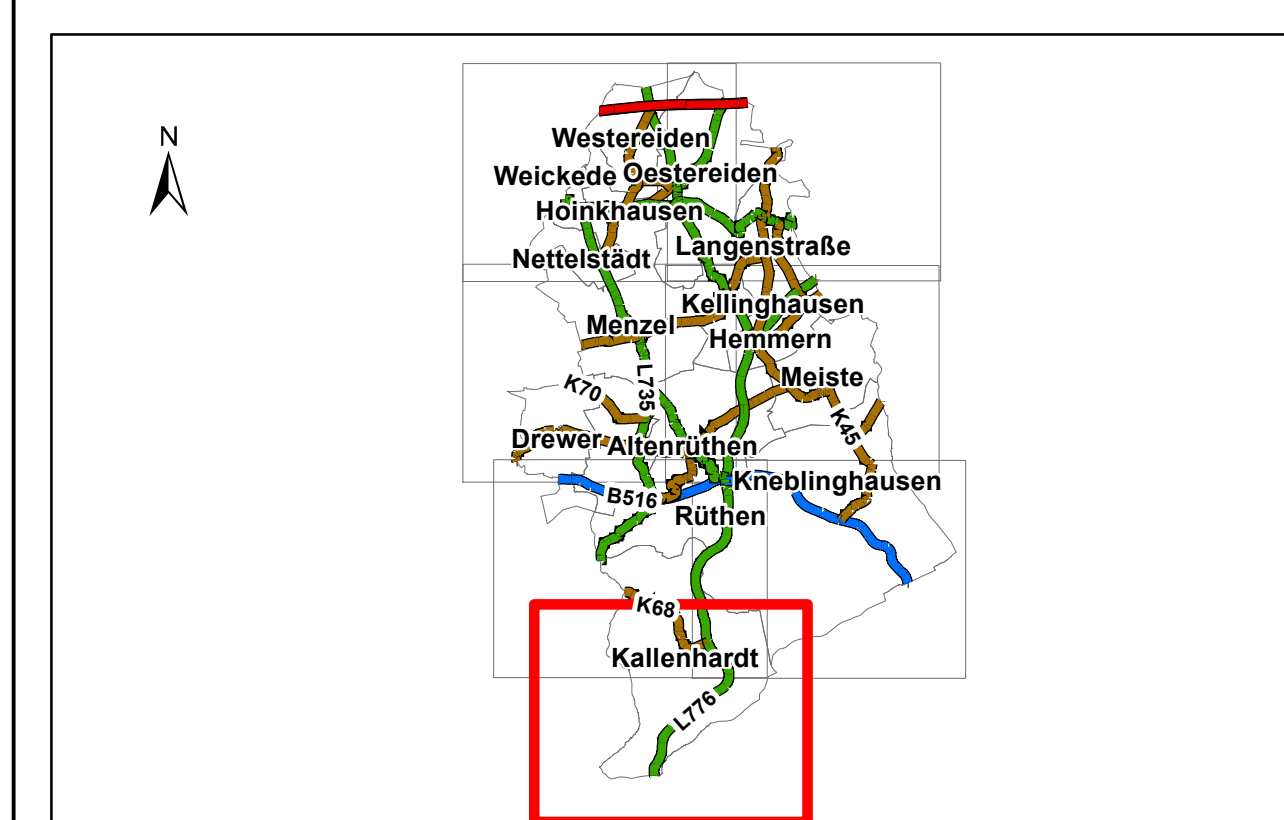 N
Westereiden
Weickede
Oestereiden
Hoinkhausen
Langenstraße
Nettelstädt
Kellinghausen
Menzel
Hemmern
Meiste
K70
L735
K45
Drewer
Altenrüthen
Kneblinghausen
B516
Rüthen
K68
Kallenhardt
L776